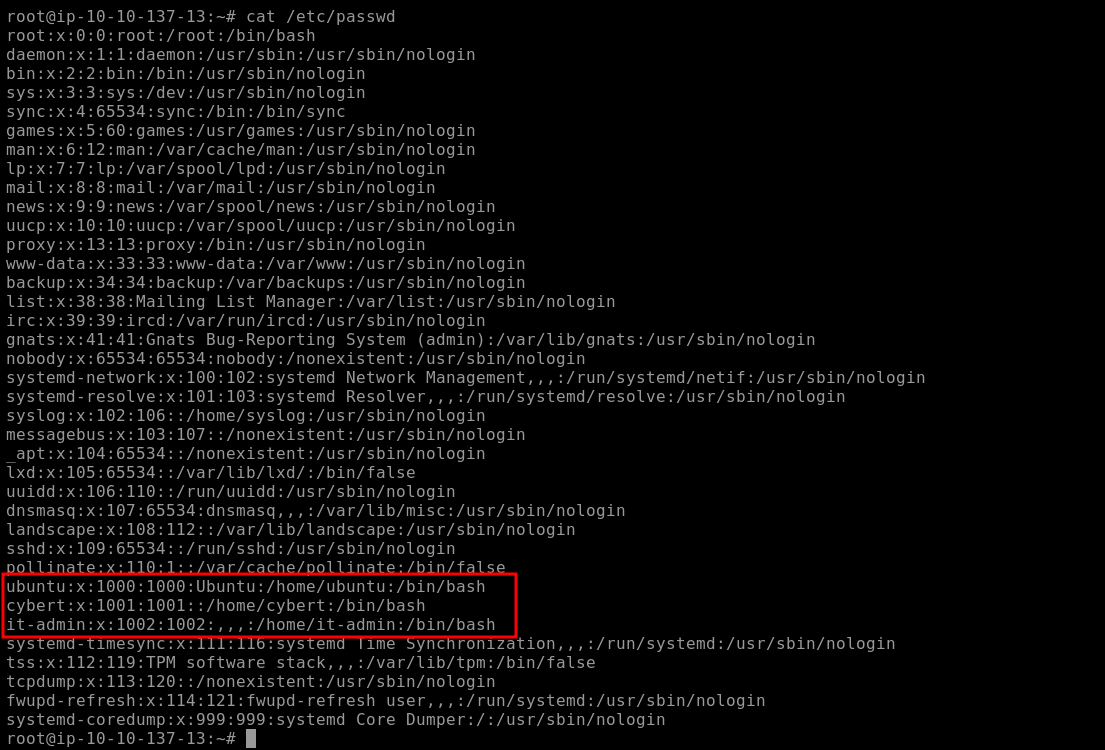 root@ip-10-10-137-13:~# cat /etc/passwd
root:x:0:0:root:/root:/bin/bash
daemon:x:1:1:daemon:/usr/sbin:/usr/sbin/nologin
bin:x:2:2:bin:/bin:/usr/sbin/nologin
sys:x:3:3:sys:/dev:/usr/sbin/nologin
sync:x:4:65534:sync:/bin:/bin/sync
games:x:5:60:games:/usr/games:/usr/sbin/nologin
man:x:6:12:man:/var/cache/man:/usr/sbin/nologin
lp:x:7:7:lp:/var/spool/lpd:/usr/sbin/nologin
mail:x:8:8:mail:/var/mail:/usr/sbin/nologin
news:x:9:9:news:/var/spool/news:/usr/sbin/nologin
uucp:x:10:10:uucp:/var/spool/uucp:/usr/sbin/nologin
proxy:x:13:13:proxy:/bin:/usr/sbin/nologin
www-data:x:33:33:www-data:/var/www:/usr/sbin/nologin
backup:x:34:34:backup:/var/backups:/usr/sbin/nologin
list:x:38:38:Mailing List Manager:/var/list:/usr/sbin/nologin
irc:x:39:39:ircd:/var/run/ircd:/usr/sbin/nologin
gnats:x:41:41:Gnats Bug-Reporting System (admin):/var/lib/gnats:/usr/sbin/nologin
nobody:x:65534:65534:nobody:/nonexistent:/usr/sbin/nologin
systemd-network:x:100:102:systemd Network Management,,,:/run/systemd/netif:/usr/sbin/nologin
systemd-resolve:x:101:103:systemd Resolver,,,:/run/systemd/resolve:/usr/sbin/nologin
syslog:x:102:106::/home/syslog:/usr/sbin/nologin
messagebus:x:103:107::/nonexistent:/usr/sbin/nologin
_apt:x:104:65534::/nonexistent:/usr/sbin/nologin
lxd:x:105:65534::/var/lib/lxd/:/bin/false
uuidd:x:106:110::/run/uuidd:/usr/sbin/nologin
dnsmasq:x:107:65534:dnsmasq,,,:/var/lib/misc:/usr/sbin/nologin
landscape:x:108:112::/var/lib/landscape:/usr/sbin/nologin
sshd:x:109:65534::/run/sshd:/usr/sbin/nologin
pollinate:x:110:1::/var/cache/pollinate:/bin/false
ubuntu:x:1000:1000:Ubuntu:/home/ubuntu:/bin/bash
cybert:x:1001:1001::/home/cybert:/bin/bash
it-admin:x:1002:1002:,,,:/home/it-admin:/bin/bash
systemd-timesync:x:111:116:systemd Time Synchronization,,,:/run/systemd:/usr/sbin/nologin
tss:x:112:119:TPM software stack,,,:/var/lib/tpm:/bin/false
tcpdump:x:113:120::/nonexistent:/usr/sbin/nologin
fwupd-refresh:x:114:121:fwupd-refresh user,,,:/run/systemd:/usr/sbin/nologin
systemd-coredump:x:999:999:systemd Core Dumper:/:/usr/sbin/nologin
root@ip-10-10-137-13:~#